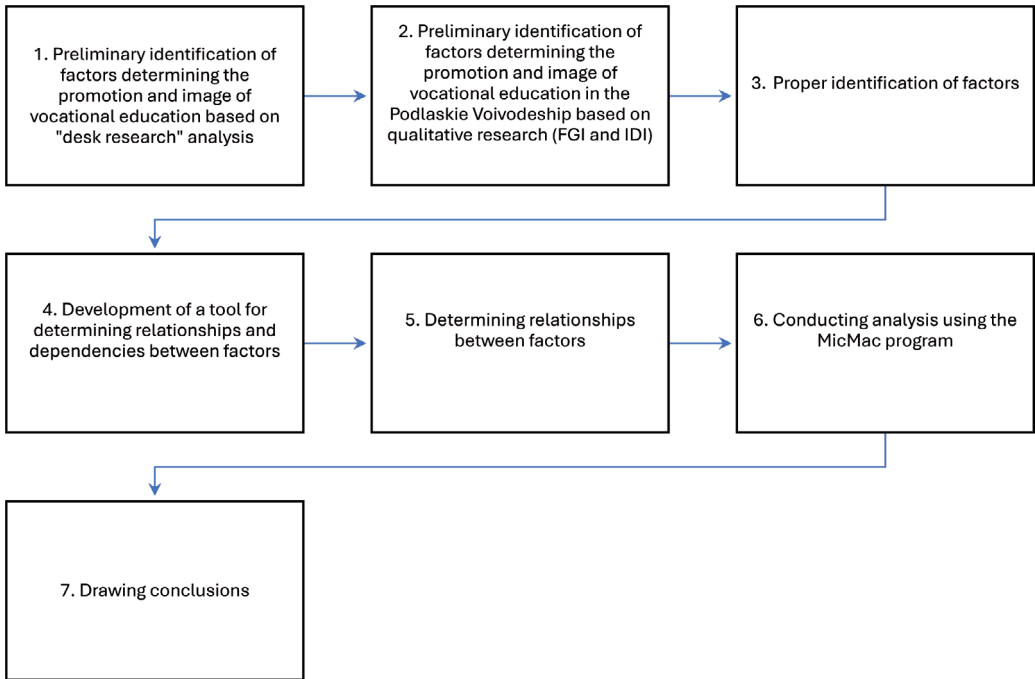 1. Preliminary identification of
factors determining the
promotion and image of
vocational education based on
"desk research" analysis
2. Preliminary identification of
factors determining the
promotion and image of
vocational education in the
Podlaskie Voivodeship based on
qualitative research (FGI and IDI)
3. Proper identification of factors
4. Development of a tool for
determining relationships and
dependencies between factors
5. Determining relationships
between factors
6. Conducting analysis using the
MicMac program
7. Drawing conclusions